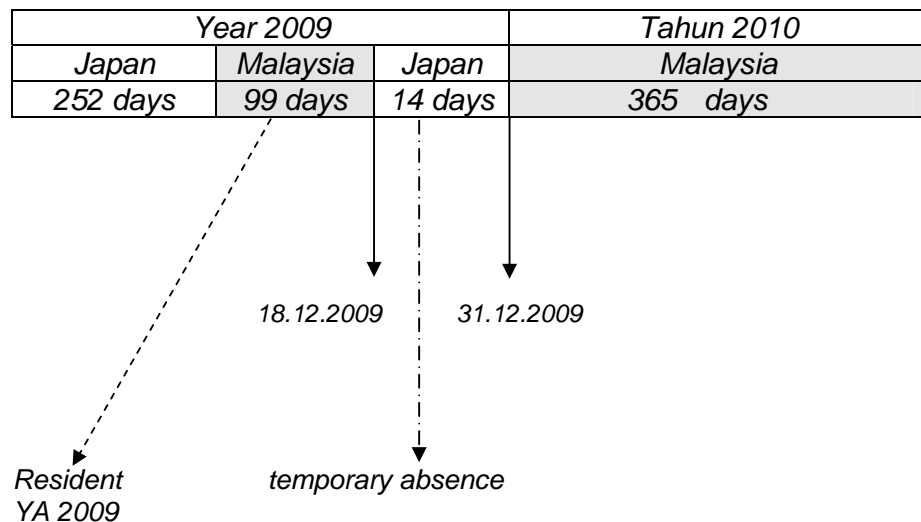 Year 2009 Tahun 2010
Japan Malaysia Japan Malaysia
252 days 99 days 14 days 365 days
18.12.2009 31.12.2009
Resident temporary absence
YA 2009